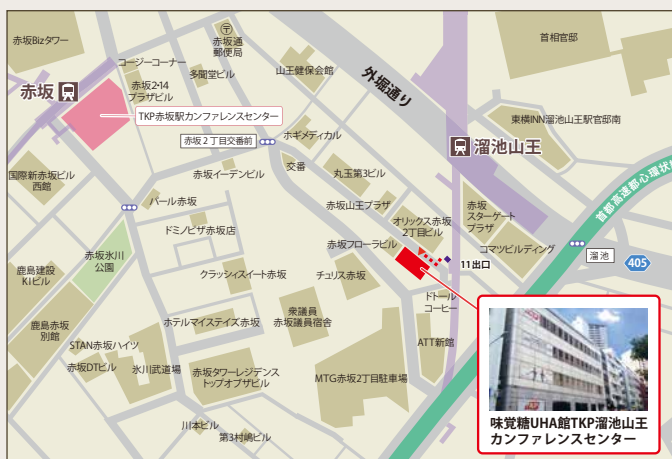 赤坂Bizタワー
赤坂通
郵便局
首相官邸
コージーコーナー
多聞堂ビル
山王健保会館
外堀通り
赤坂
赤坂2・14
プラザビル
TKP赤坂駅カンファレンスセンター
東横INN溜池山王駅官邸南
ホギメディカル
赤坂2丁目交番前
溜池山王
交番
丸玉第3ビル
国際新赤坂ビル
西館
赤坂イーデンビル
パール赤坂
赤坂山王プラザ
オリックス赤坂
2丁目ビル
赤坂
スターゲート
プラザ
首都高速都心環状線
ドミノピザ赤坂店
赤坂フローラビル
コマツビルディング
赤坂氷川
公園
溜池
11出口
405
鹿島建設
KIビル
クラッシィスイート赤坂
チュリス赤坂
ドトール
コーヒー
衆議員
赤坂議員宿舎
鹿島赤坂
別館
ホテルマイステイズ赤坂
ATT新館
STAN赤坂ハイツ
赤坂DTビル
氷川武道場
赤坂タワーレジデンス
トップオブザビル
MTG赤坂2丁目駐車場
味覚糖UHA館TKP溜池山王
カンファレンスセンター
川本ビル
第3村嶋ビル